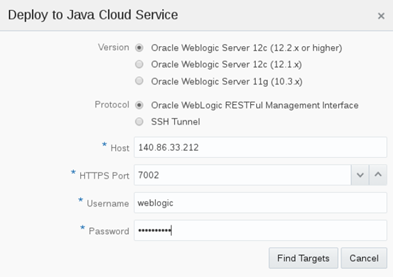 Deploy to Java Cloud Service ×
Version Oracle Weblogic Server 12c (12.2.x or higher)
Oracle Weblogic Server 12c (12.1.x)
Oracle Weblogic Server 11g (10.3.x)
Protocol Oracle WebLogic RESTFul Management Interface
SSH Tunnel
* Host 140.86.33.212
* HTTPS Port 7002
* Username weblogic
* Password ••••••••••
Find Targets Cancel